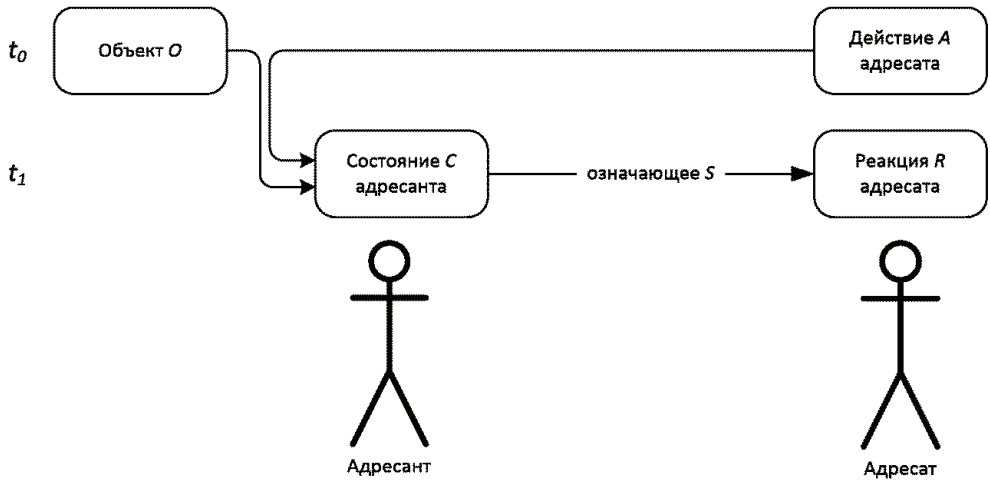 t0
Объект O
Действие A
адресата
t1
Состояние C
адресанта
означающее S
Реакция R
адресата
Адресант
Адресат